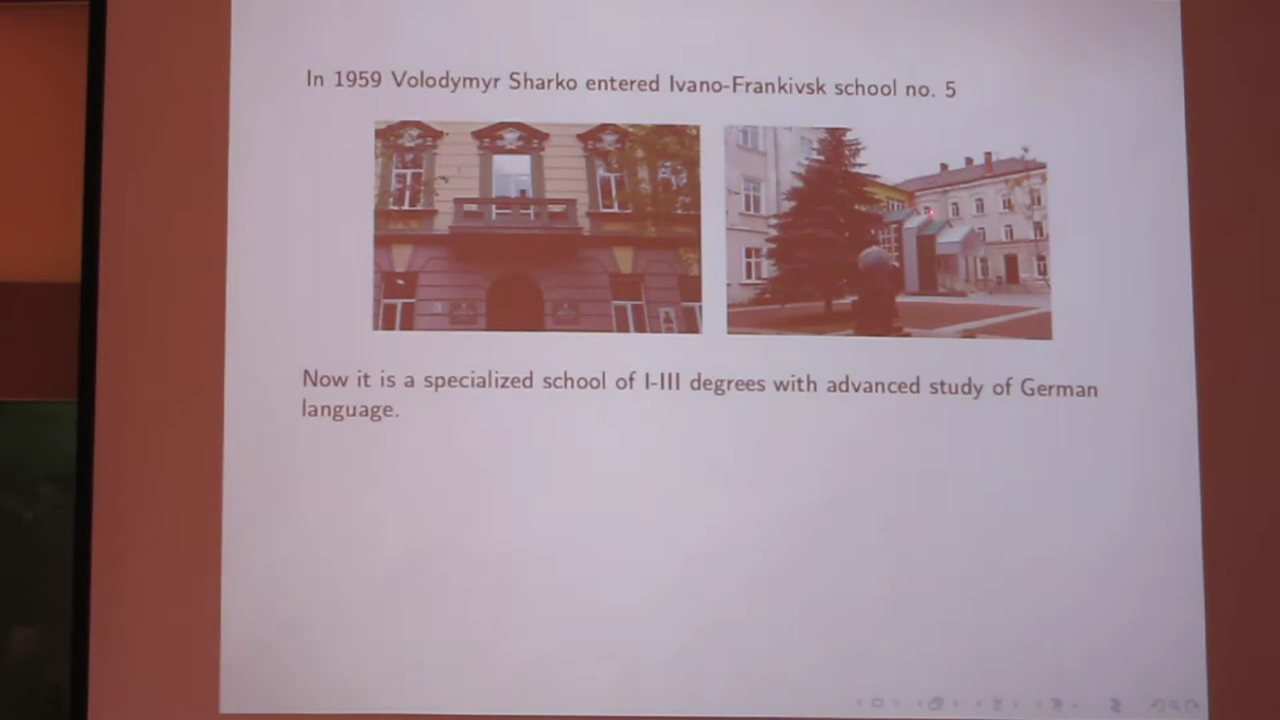 In 1959 Volodymyr Sharko entered Ivano-Frankivsk school no. 5
Now it is a specialized school of I-III degrees with advanced study of German
language.